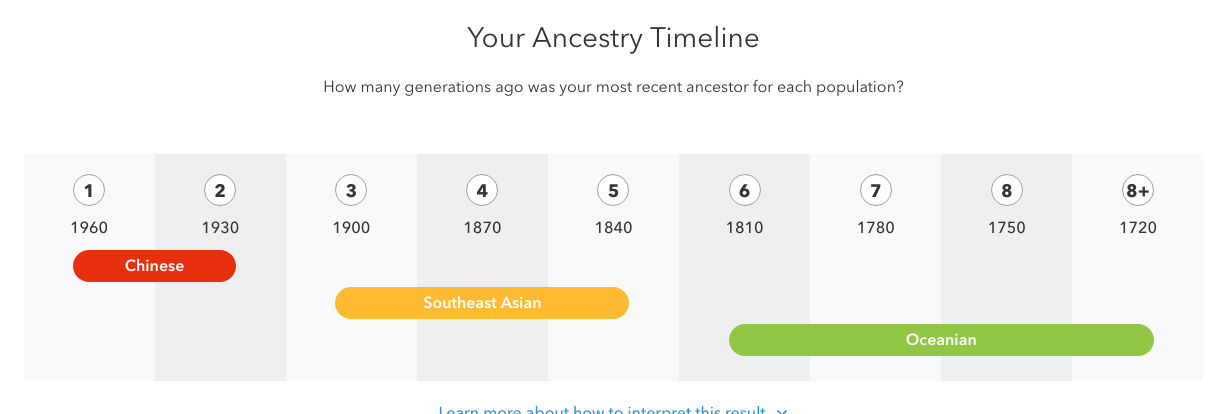 Your Ancestry Timeline
How many generations ago was your most recent ancestor for each population?
1 2 3 4 5 6 7 8 8+
1960 1930 1900 1870 1840 1810 1780 1750 1720
Chinese
Southeast Asian
Oceanian
Learn more about how to interpret this result